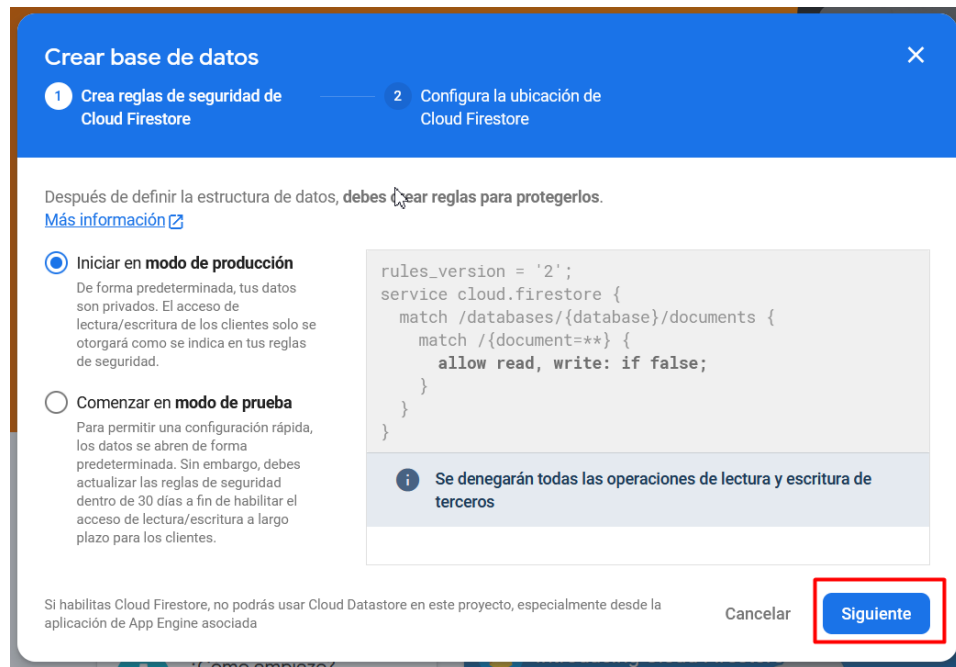 Crear base de datos
1 Crea reglas de seguridad de
Cloud Firestore
2 Configura la ubicación de
Cloud Firestore
Después de definir la estructura de datos, debes crear reglas para protegerlos.
Más información
Iniciar en modo de producción
De forma predeterminada, tus datos
son privados. El acceso de
lectura/escritura de los clientes solo se
otorgará como se indica en tus reglas
de seguridad.
Comenzar en modo de prueba
Para permitir una configuración rápida,
los datos se abren de forma
predeterminada. Sin embargo, debes
actualizar las reglas de seguridad
dentro de 30 días a fin de habilitar el
acceso de lectura/escritura a largo
plazo para los clientes.
rules_version = '2';
service cloud.firestore {
match /databases/{database}/documents {
match /{document=**} {
allow read, write: if false;
}
}
}
Se denegarán todas las operaciones de lectura y escritura de
terceros
Si habilitas Cloud Firestore, no podrás usar Cloud Datastore en este proyecto, especialmente desde la
aplicación de App Engine asociada
Cancelar
Siguiente